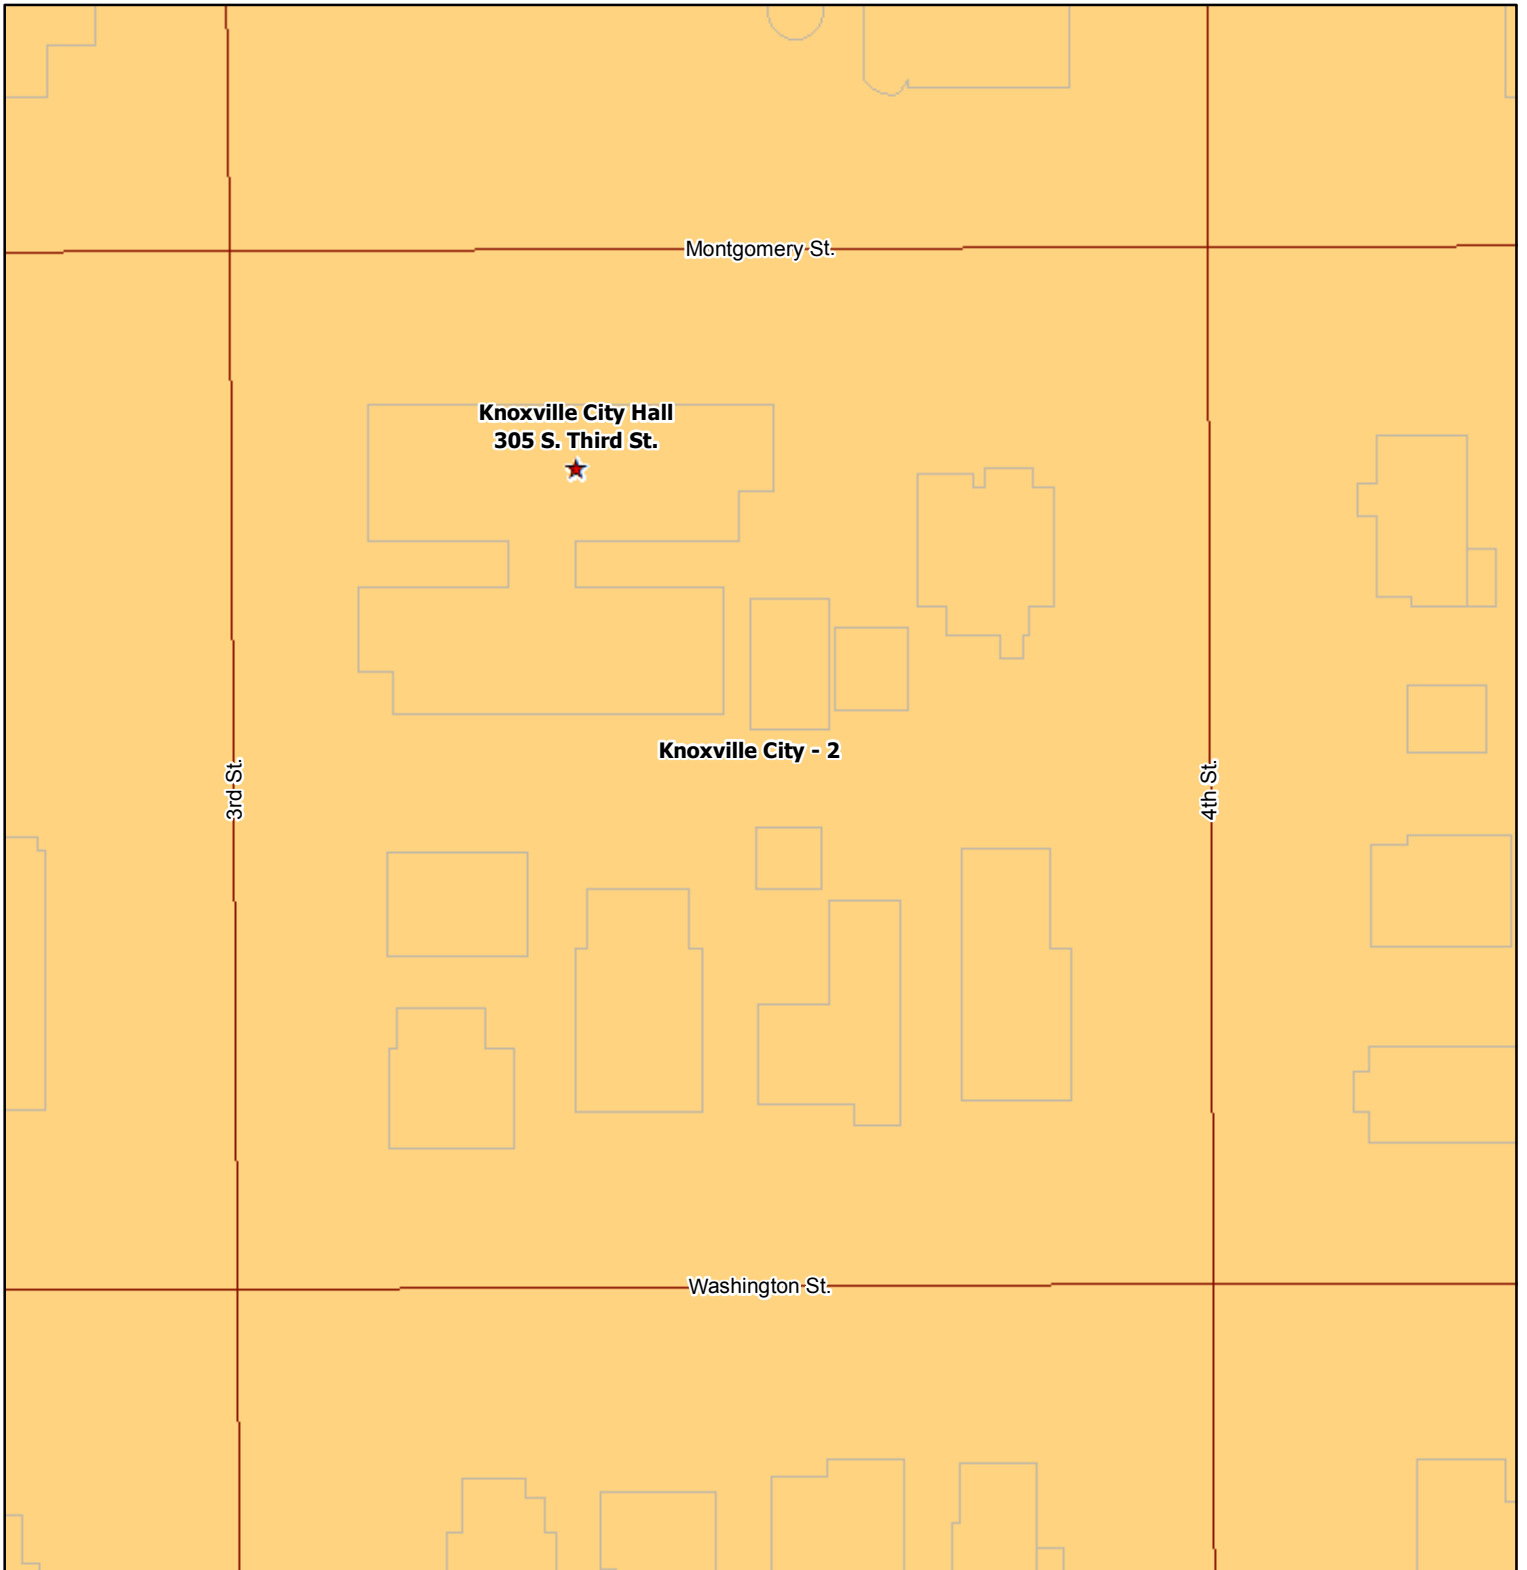 Montgomery St.
Knoxville City Hall
305 S. Third St.
Knoxville City - 2
3rd St.
4th St.
Washington St.